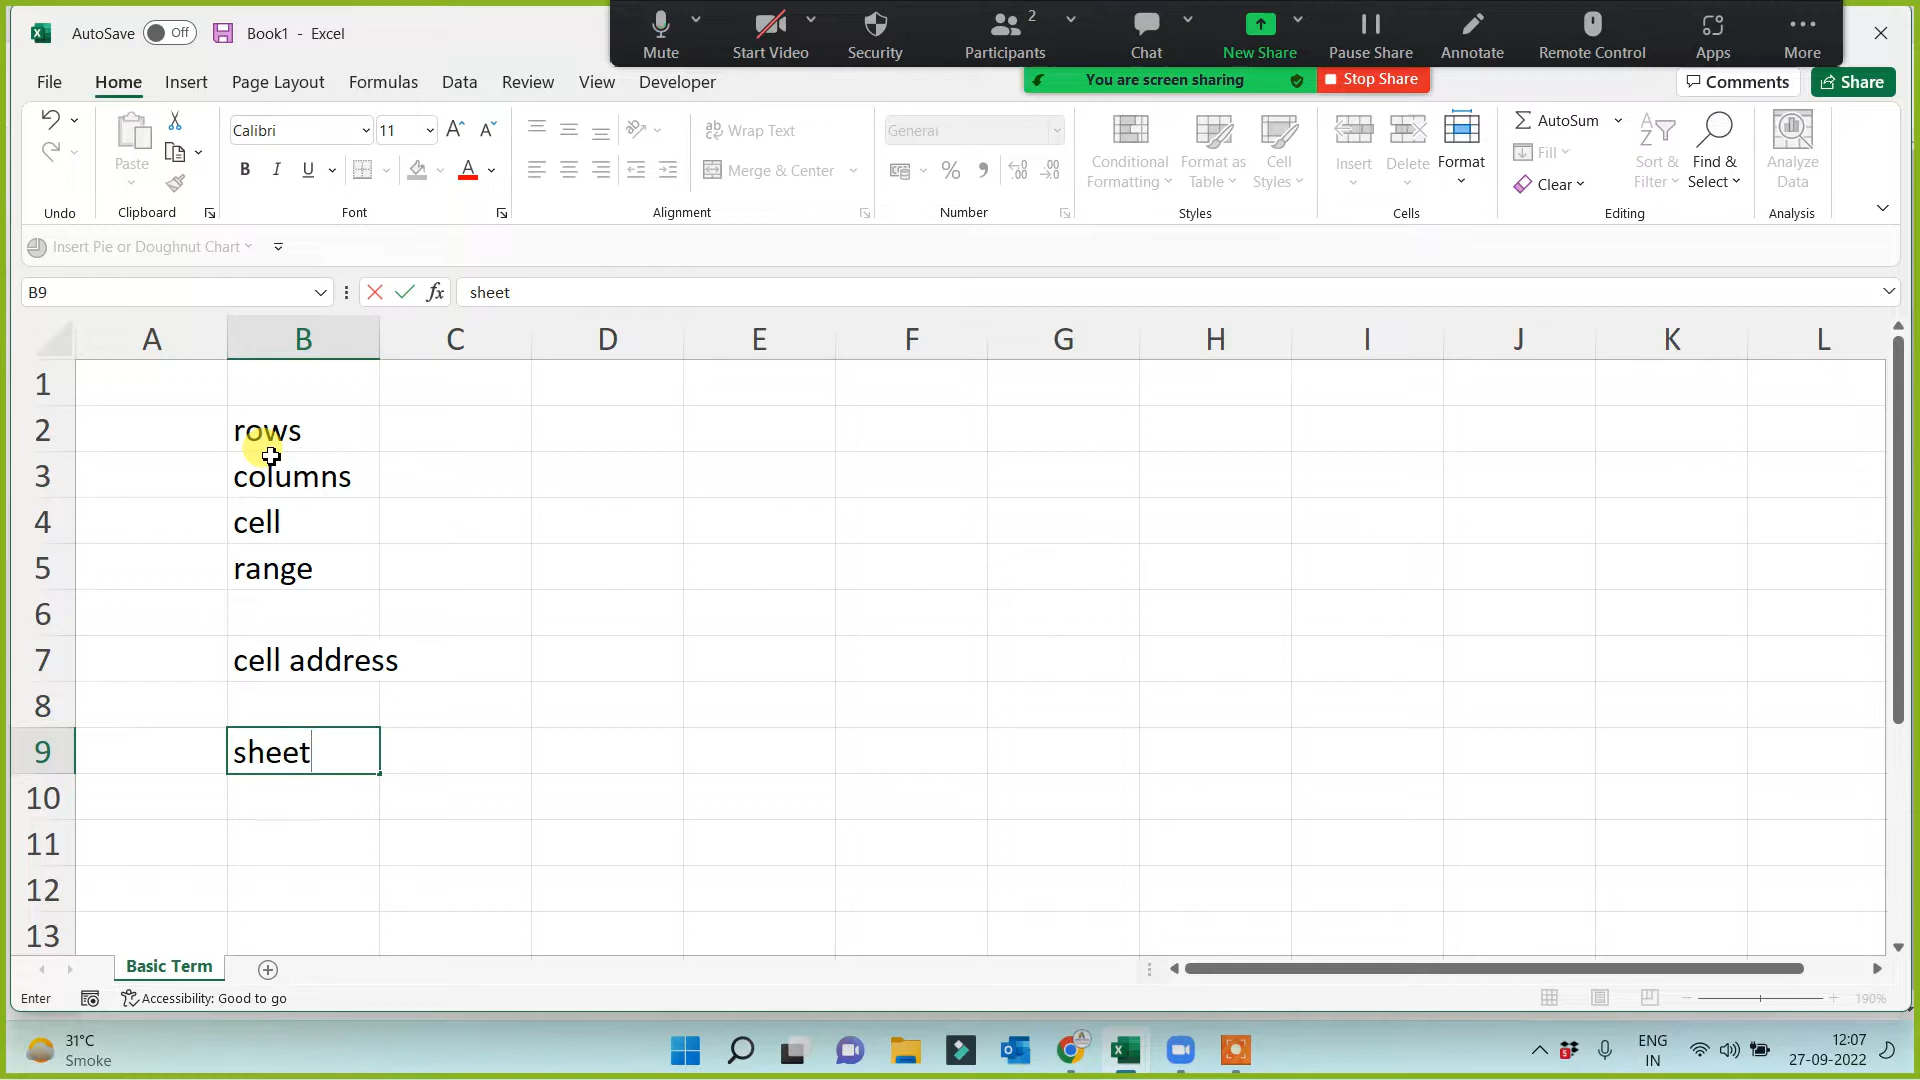 Mute
Start Video
Security
2
Participants
Chat
New Share
Pause Share
Annotate
Remote Control
Apps
More
AutoSave Off Book1 - Excel
You are screen sharing Stop Share
File Home Insert Page Layout Formulas Data Review View Developer
Comments Share
Paste
Calibri 11
A A
B I U A
ab Wrap Text
Merge & Center
General
% 
Conditional Formatting
Format as Table
Cell Styles
Insert
Delete
Format
AutoSum
Fill
Clear
Sort & Filter
Find & Select
Analyze Data
Undo Clipboard Font Alignment Number Styles Cells Editing Analysis
Insert Pie or Doughnut Chart
B9 fx sheet
A B C D E F G H I J K L
1
2 rows
3 columns
4 cell
5 range
6
7 cell address
8
9 sheet
10
11
12
13
Basic Term
Enter Accessibility: Good to go 190%
31°C
Smoke
ENG
IN
12:07
27-09-2022